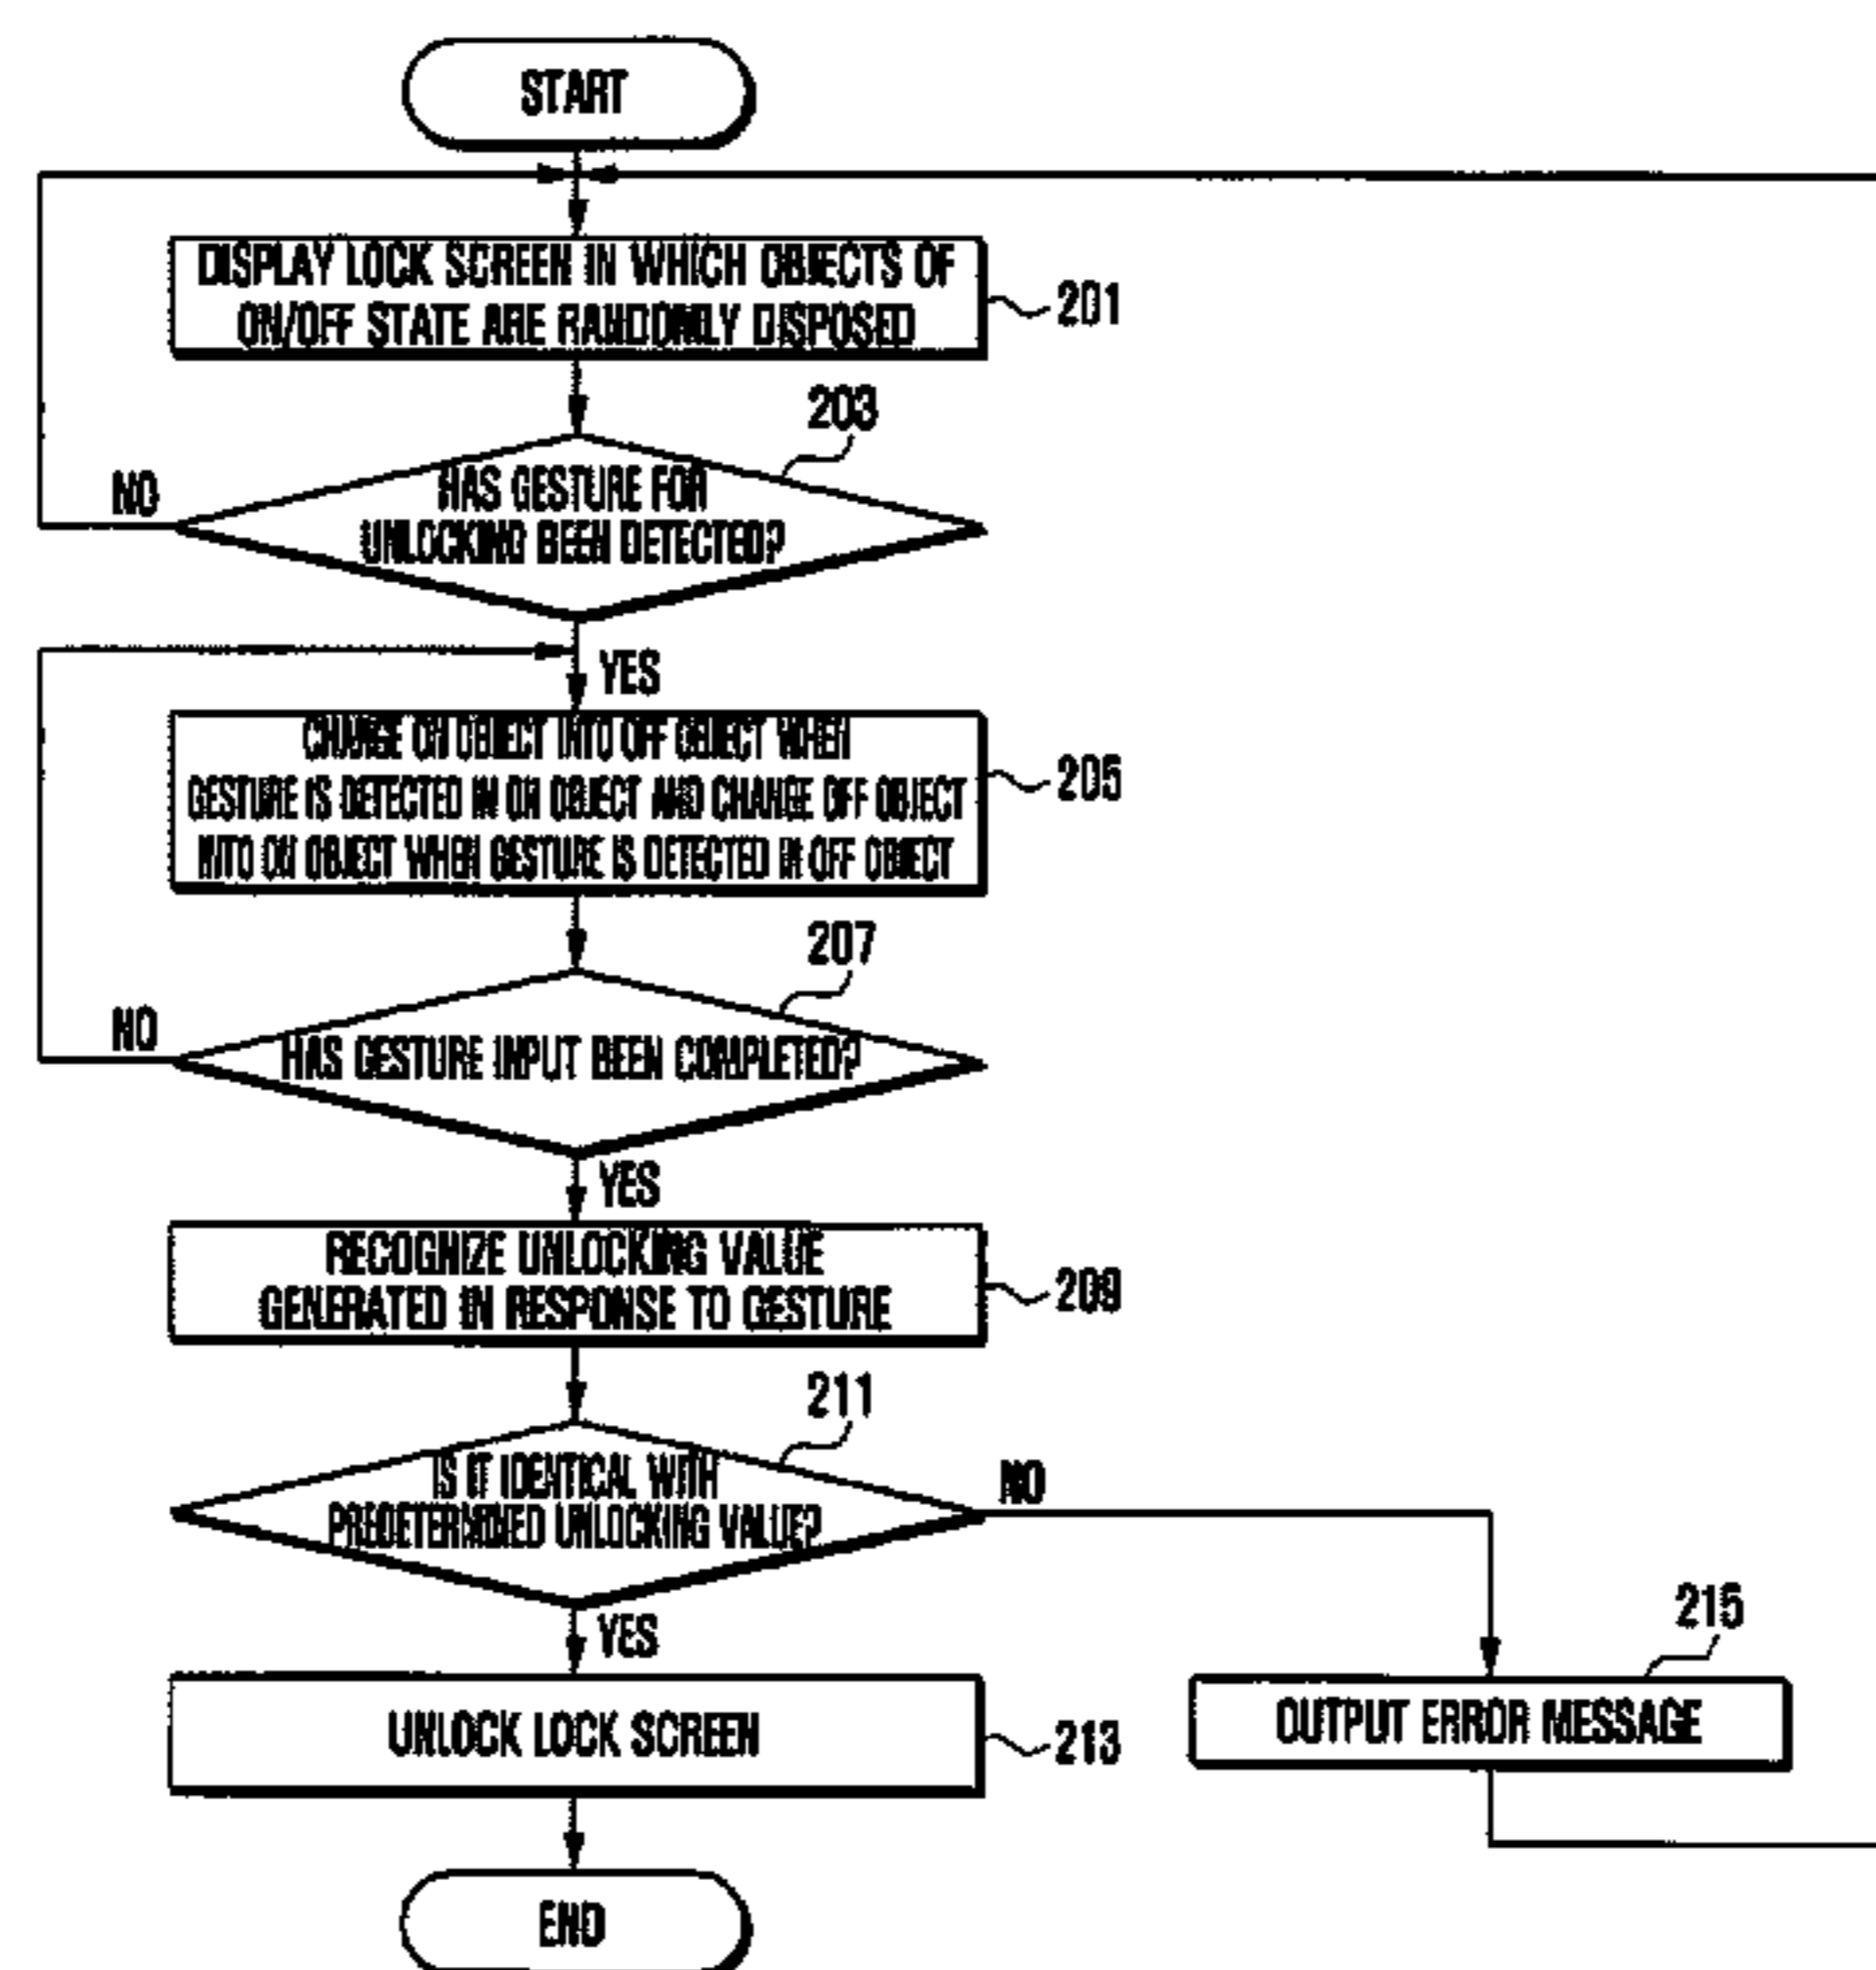 START
DISPLAY LOCK SCREEN IN WHICH OBJECTS OF
ON/OFF STATE ARE RANDOMLY DISPOSED
201
203
HAS GESTURE FOR
UNLOCKING BEEN DETECTED?
NO
YES
CHANGE ON OBJECT INTO OFF OBJECT WHEN
GESTURE IS DETECTED IN ON OBJECT AND CHANGE OFF OBJECT
INTO ON OBJECT WHEN GESTURE IS DETECTED IN OFF OBJECT
205
207
HAS GESTURE INPUT BEEN COMPLETED?
NO
YES
RECOGNIZE UNLOCKING VALUE
GENERATED IN RESPONSE TO GESTURE
209
211
IS IT IDENTICAL WITH
PREDETERMINED UNLOCKING VALUE?
NO
YES
215
UNLOCK LOCK SCREEN
213
OUTPUT ERROR MESSAGE
END